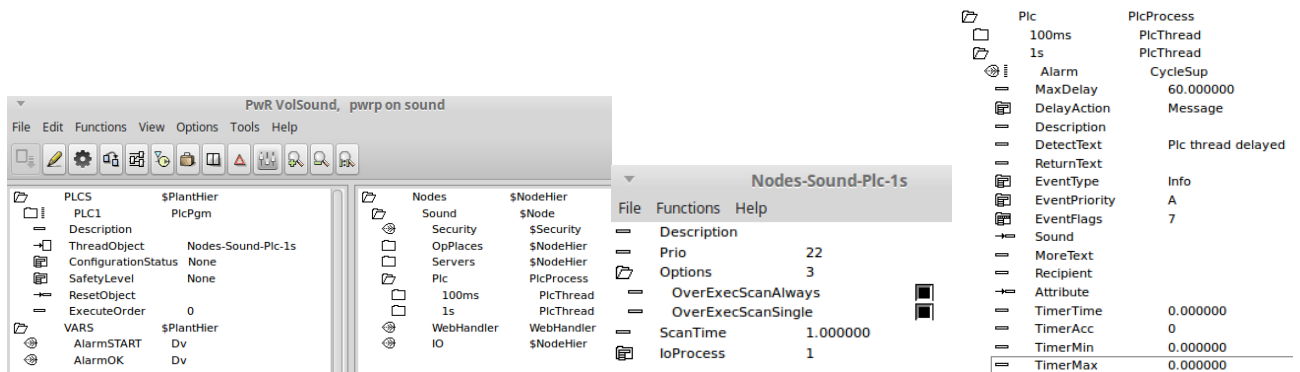 PwR VolSound, pwrp on sound
File Edit Functions View Options Tools Help
PLCS $PlantHier
PLC1 PlcPgm
Description
ThreadObject Nodes-Sound-Plc-1s
ConfigurationStatus None
SafetyLevel None
ResetObject
ExecuteOrder 0
VARS $PlantHier
AlarmSTART Dv
AlarmOK Dv
Nodes $NodeHier
Sound $Node
Security $Security
OpPlaces $NodeHier
Servers $NodeHier
Plc PlcProcess
100ms PlcThread
1s PlcThread
WebHandler WebHandler
IO $NodeHier
Nodes-Sound-Plc-1s
File Functions Help
Description
Prio 22
Options 3
OverExecScanAlways
OverExecScanSingle
ScanTime 1.000000
IoProcess 1
Plc PlcProcess
100ms PlcThread
1s PlcThread
Alarm CycleSup
MaxDelay 60.000000
DelayAction Message
Description
DetectText Plc thread delayed
ReturnText
EventType Info
EventPriority A
EventFlags 7
Sound
MoreText
Recipient
Attribute
TimerTime 0.000000
TimerAcc 0
TimerMin 0.000000
TimerMax 0.000000